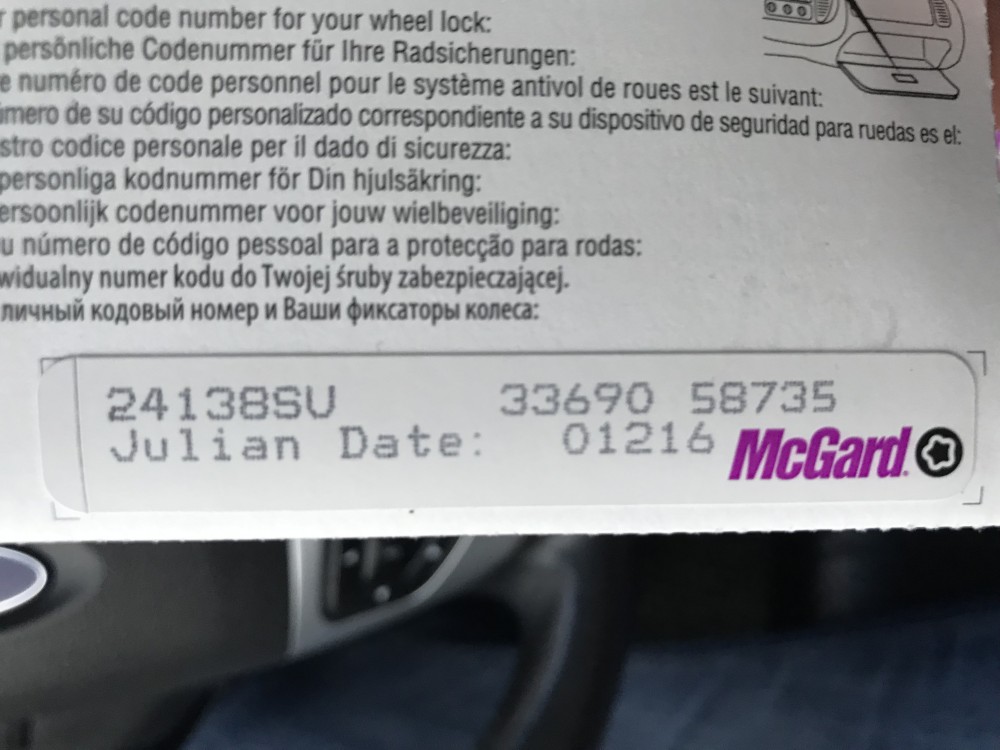 r personal code number for your wheel lock:
persönliche Codenummer für Ihre Radsicherungen:
e numéro de code personnel pour le système antivol de roues est le suivant:
úmero de su código personalizado correspondiente a su dispositivo de seguridad para ruedas es el:
stro codice personale per il dado di sicurezza:
personliga kodnummer för Din hjulsäkring:
ersoonlijk codenummer voor jouw wielbeveiliging:
u número de código pessoal para a protecção para rodas:
widualny numer kodu do Twojej śruby zabezpieczającej.
личный кодовый номер и Ваши фиксаторы колеса:
24138SU 33690 58735
Julian Date: 01216 McGard